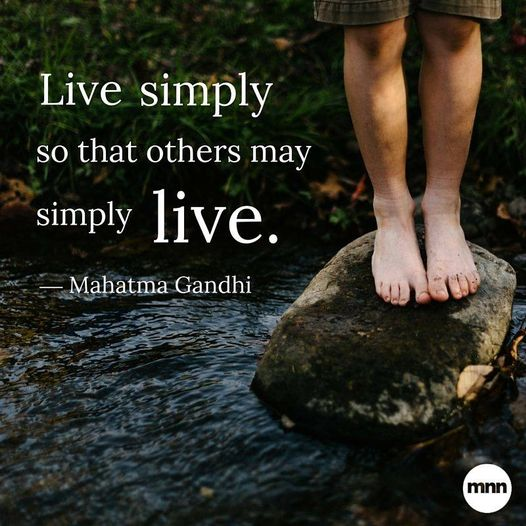 Live simply
so that others may
simply live.
— Mahatma Gandhi
mnn